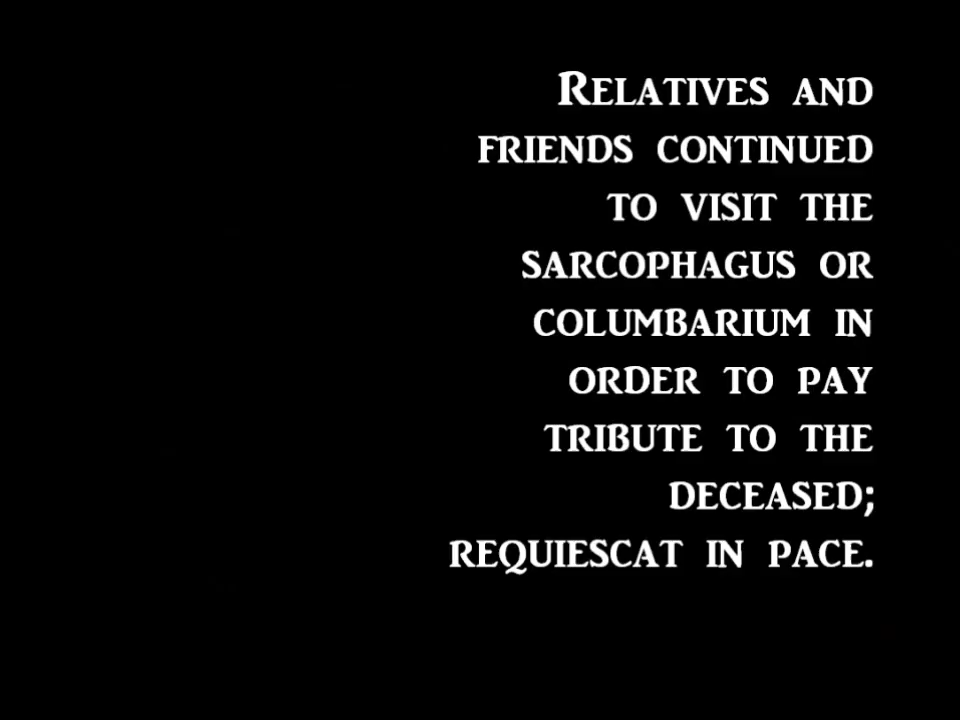 Relatives and
friends continued
to visit the
sarcophagus or
columbarium in
order to pay
tribute to the
deceased;
requiescat in pace.